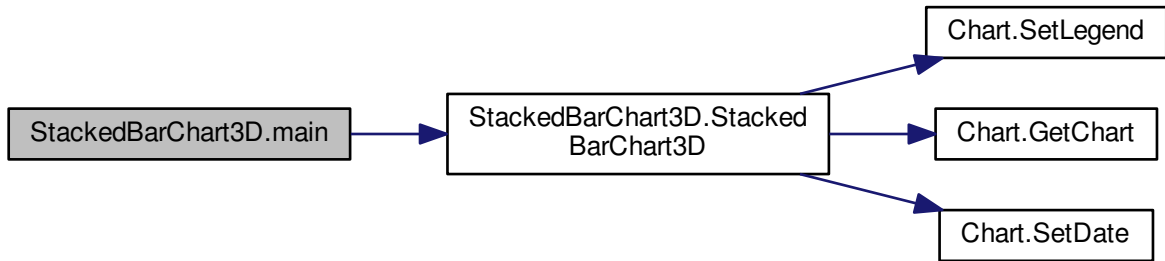 StackedBarChart3D.main
StackedBarChart3D.Stacked
BarChart3D
Chart.SetLegend
Chart.GetChart
Chart.SetDate